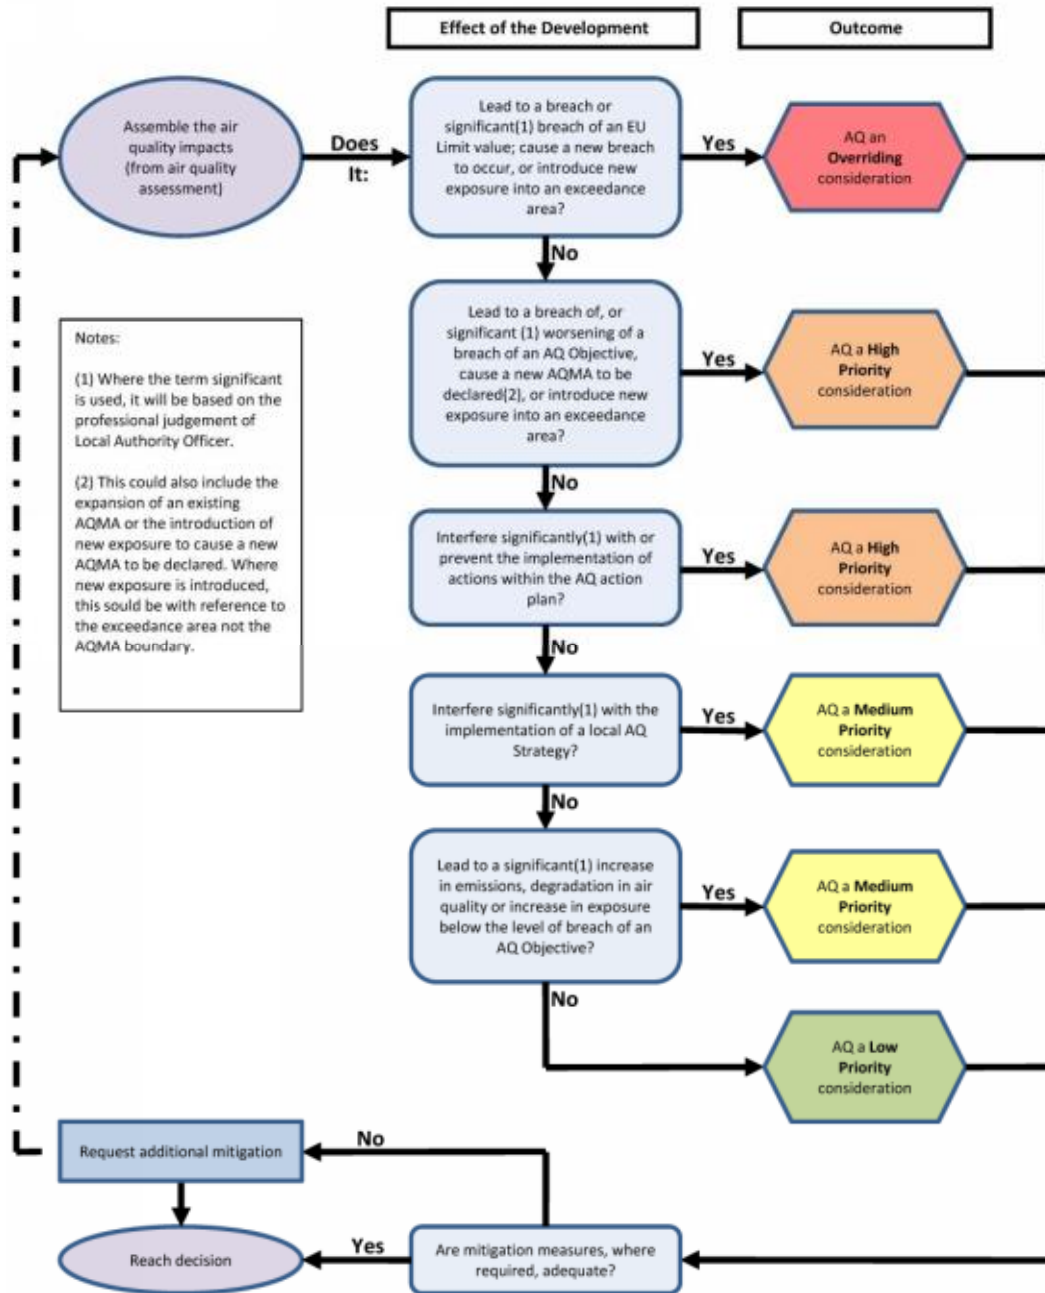 Effect of the Development
Outcome
Assemble the air
quality impacts
(from air quality
assessment)
Does
It:
Lead to a breach or
significant(1) breach of an EU
Limit value; cause a new breach
to occur, or introduce new
exposure into an exceedance
area?
Yes
AQ an
Overriding
consideration
No
Lead to a breach of, or
significant (1) worsening of a
breach of an AQ Objective,
cause a new AQMA to be
declared(2), or introduce new
exposure into an exceedance
area?
Yes
AQ a High
Priority
consideration
Notes:
(1) Where the term significant
is used, it will be based on the
professional judgement of
Local Authority Officer.
(2) This could also include the
expansion of an existing
AQMA or the introduction of
new exposure to cause a new
AQMA to be declared. Where
new exposure is introduced,
this sould be with reference to
the exceedance area not the
AQMA boundary.
No
Interfere significantly(1) with or
prevent the implementation of
actions within the AQ action
plan?
Yes
AQ a High
Priority
consideration
No
Interfere significantly(1) with the
implementation of a local AQ
Strategy?
Yes
AQ a Medium
Priority
consideration
No
Lead to a significant(1) increase
in emissions, degradation in air
quality or increase in exposure
below the level of breach of an
AQ Objective?
Yes
AQ a Medium
Priority
consideration
No
AQ a Low
Priority
consideration
Request additional mitigation
No
Reach decision
Yes
Are mitigation measures, where
required, adequate?